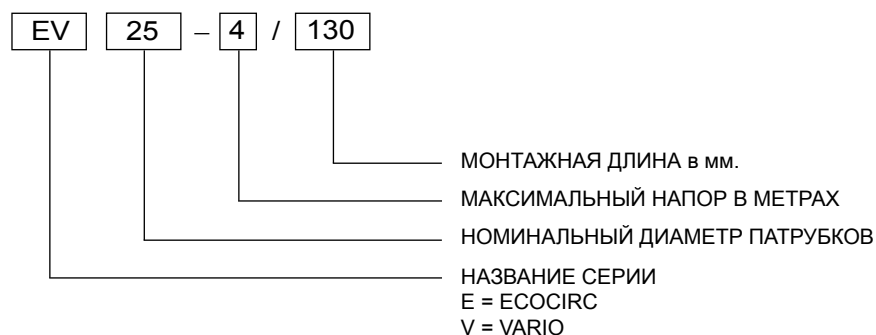 EV 25 – 4 / 130
МОНТАЖНАЯ ДЛИНА в мм.
МАКСИМАЛЬНЫЙ НАПОР В МЕТРАХ
НОМИНАЛЬНЫЙ ДИАМЕТР ПАТРУБКОВ
НАЗВАНИЕ СЕРИИ
E = ECOCIRC
V = VARIO